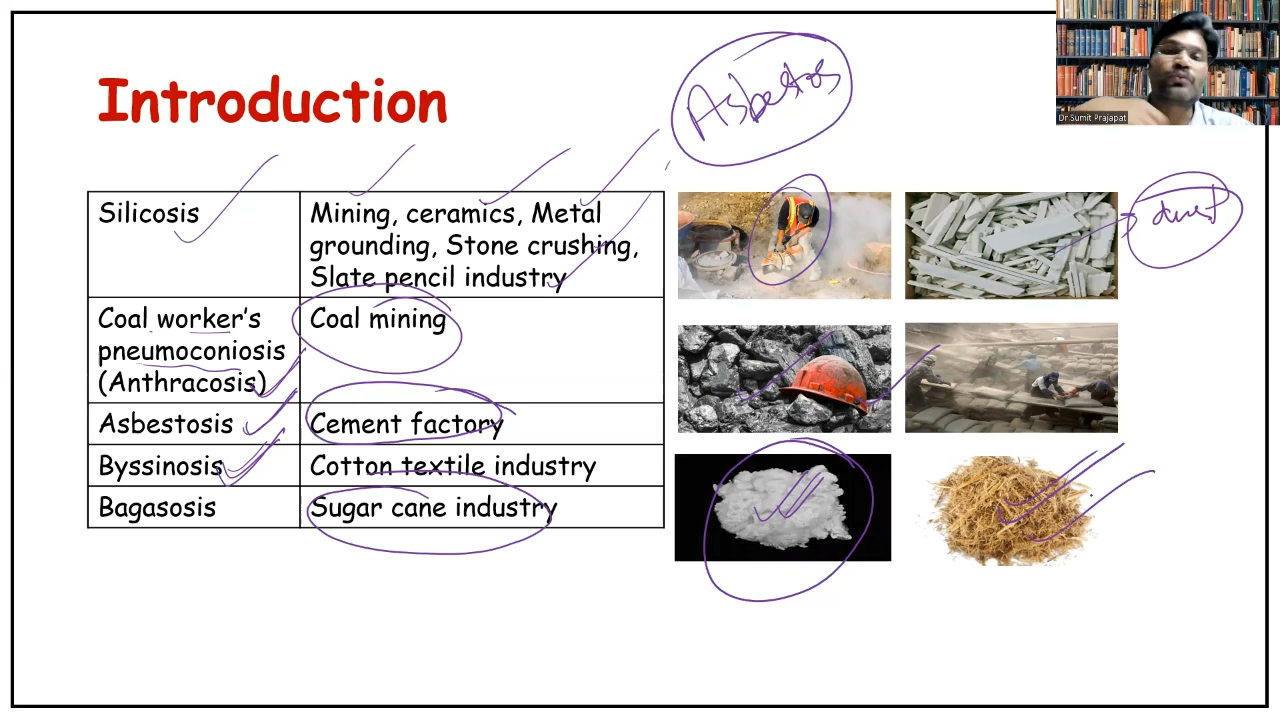 Introduction
Asbestos
Dr.Sumit Prajapat
Silicosis
Mining, ceramics, Metal
grounding, Stone crushing,
Slate pencil industry
dust
Coal worker's
pneumoconiosis
(Anthracosis)
Coal mining
Asbestosis
Cement factory
Byssinosis
Cotton textile industry
Bagasosis
Sugar cane industry